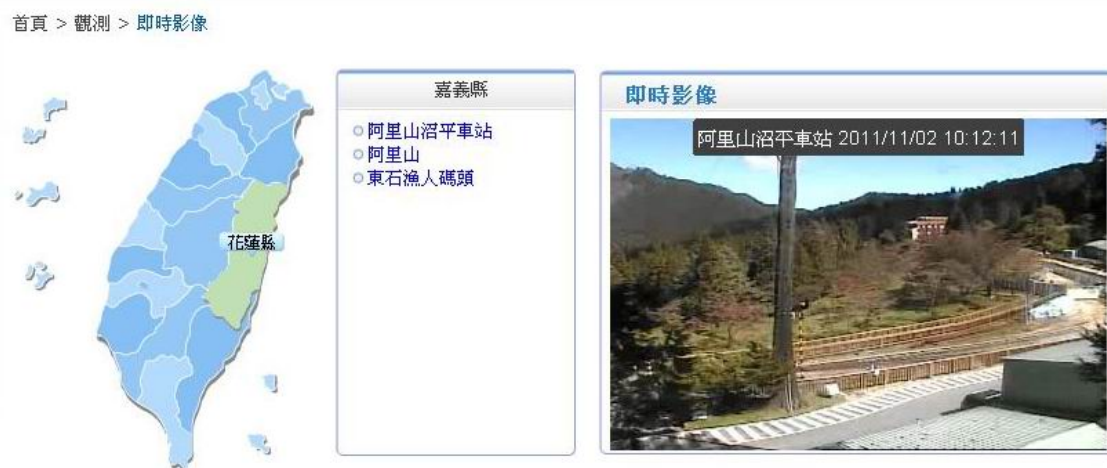 首頁 > 觀測 > 即時影像
花蓮縣
嘉義縣
阿里山沼平車站
阿里山
東石漁人碼頭
即時影像
阿里山沼平車站 2011/11/02 10:12:11